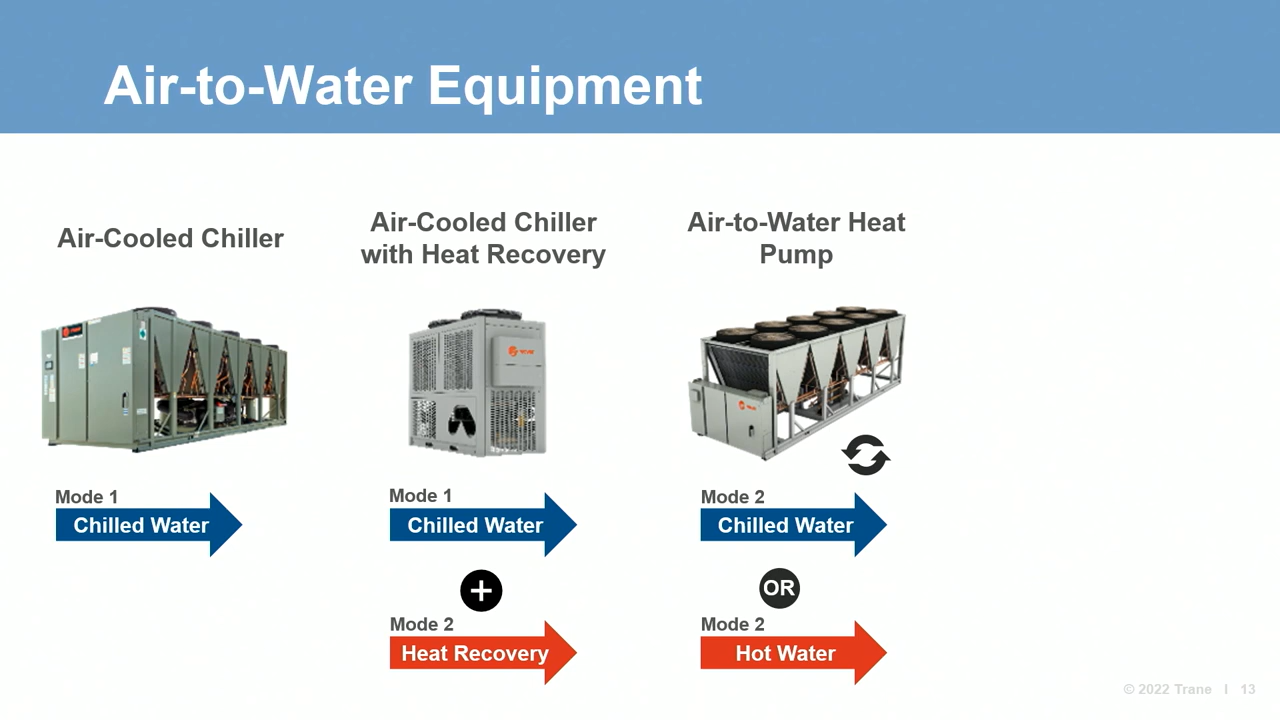 Air-to-Water Equipment
Air-Cooled Chiller
Air-Cooled Chiller
with Heat Recovery
Air-to-Water Heat
Pump
Mode 1
Chilled Water
Mode 1
Chilled Water
+
Mode 2
Heat Recovery
Mode 2
Chilled Water
OR
Mode 2
Hot Water
© 2022 Trane I 13